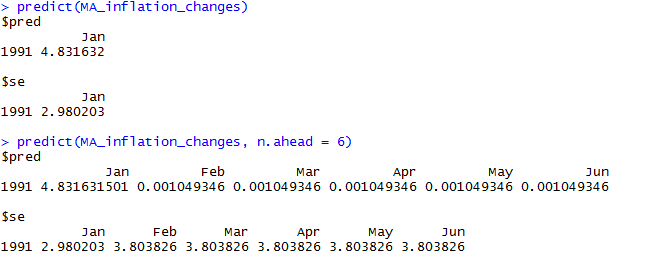 > predict(MA_inflation_changes)
$pred
Jan
1991 4.831632
$se
Jan
1991 2.980203
> predict(MA_inflation_changes, n.ahead = 6)
$pred
Jan Feb Mar Apr May Jun
1991 4.831631501 0.001049346 0.001049346 0.001049346 0.001049346 0.001049346
$se
Jan Feb Mar Apr May Jun
1991 2.980203 3.803826 3.803826 3.803826 3.803826 3.803826